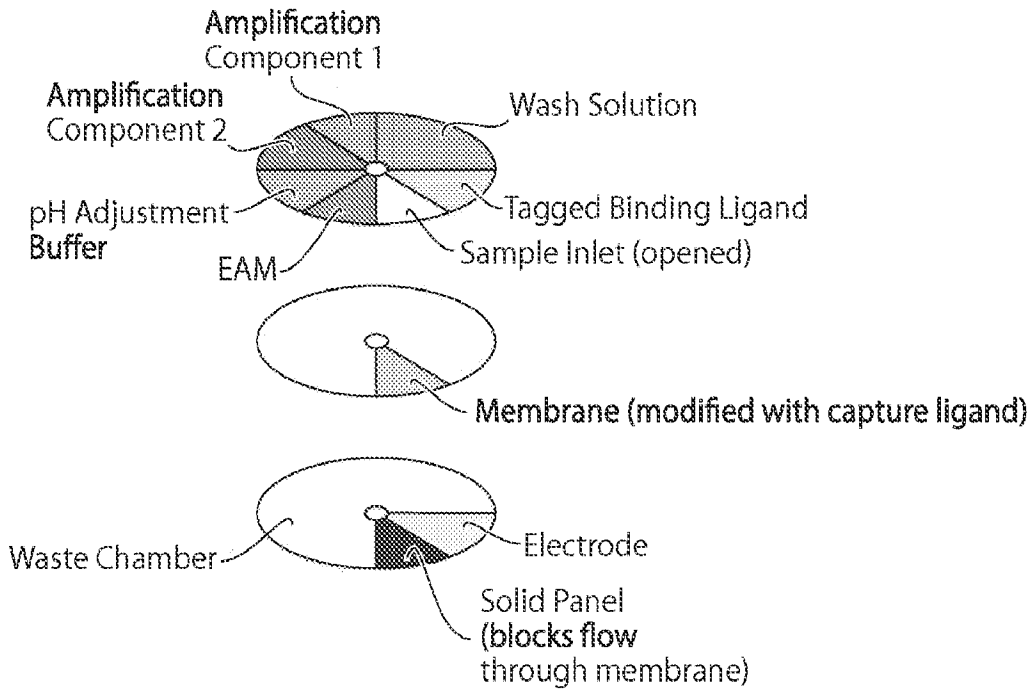 Amplification
Component 1
Amplification
Component 2
Wash Solution
pH Adjustment
Buffer
Tagged Binding Ligand
Sample Inlet (opened)
EAM
Membrane (modified with capture ligand)
Waste Chamber
Electrode
Solid Panel
(blocks flow
through membrane)